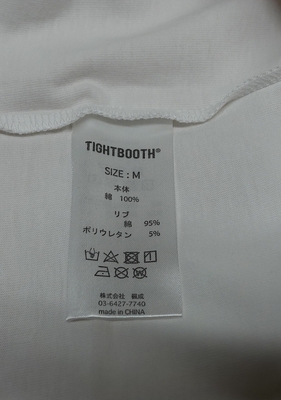 TIGHTBOOTH®
SIZE : M
本体
綿 100%
リブ
綿 95%
ポリウレタン 5%
株式会社 親成
03-6427-7740
made in CHINA